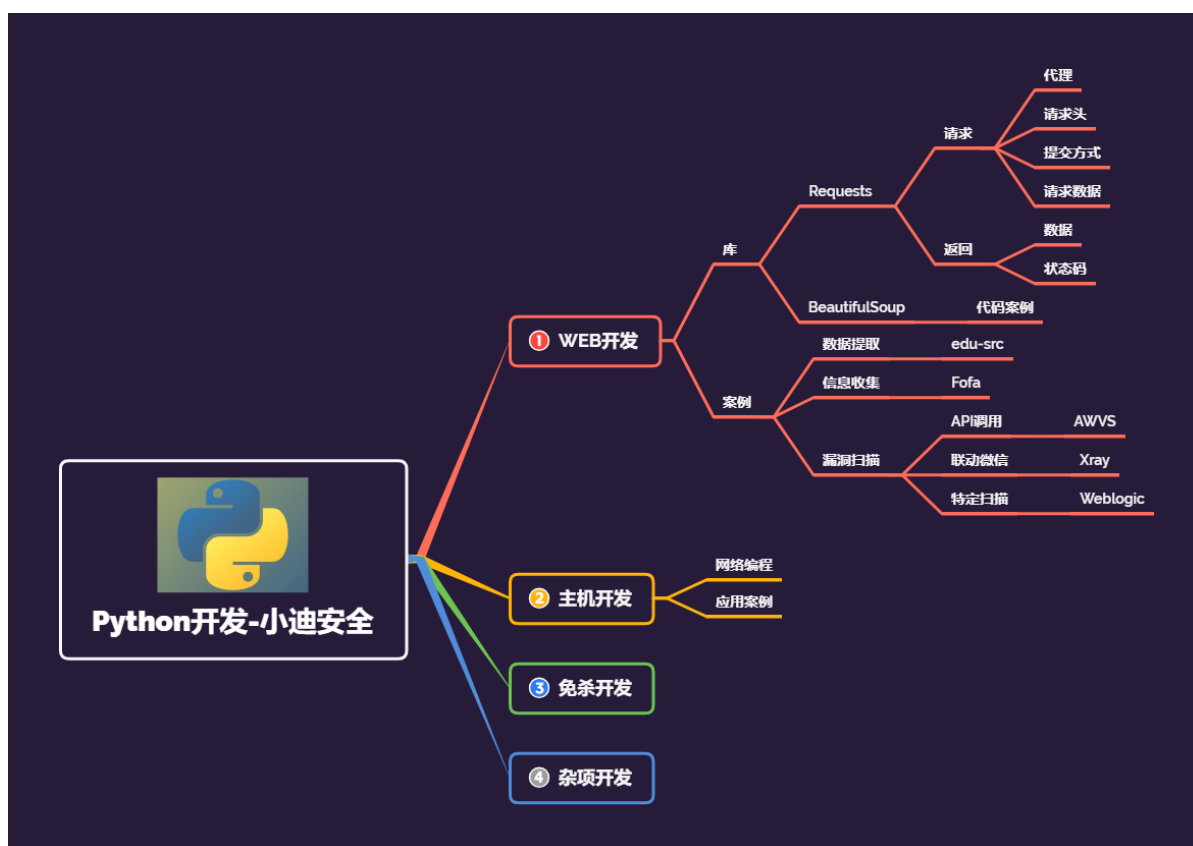 Python开发-小迪安全
1 WEB开发
库
Requests
请求
代理
请求头
提交方式
请求数据
返回
数据
状态码
BeautifulSoup
代码案例
案例
数据提取
edu-src
信息收集
Fofa
漏洞扫描
API调用
AWVS
联动微信
Xray
特定扫描
Weblogic
2 主机开发
网络编程
应用案例
3 免杀开发
4 杂项开发